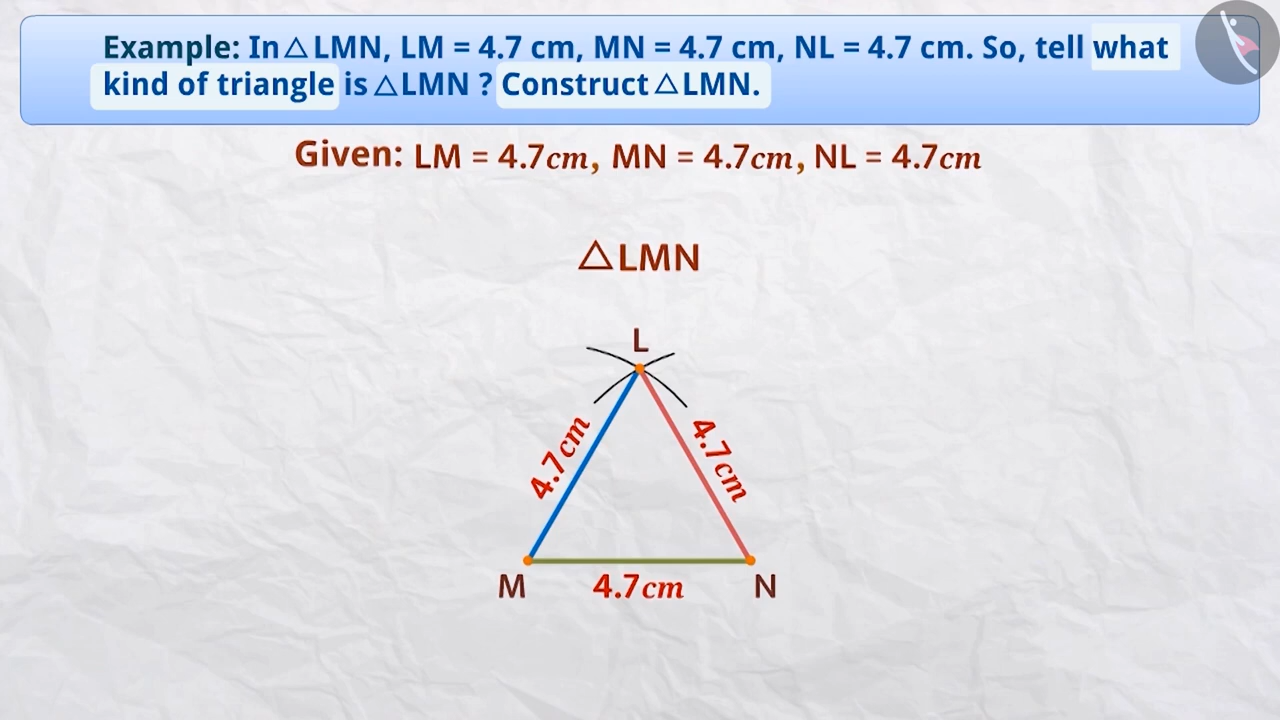 Example: In △ LMN, LM = 4.7 cm, MN = 4.7 cm, NL = 4.7 cm. So, tell what
kind of triangle is △LMN ? Construct △LMN.
Given: LM = 4.7cm, MN = 4.7cm, NL = 4.7cm
△LMN
L
4.7cm
4.7cm
M
4.7cm
N